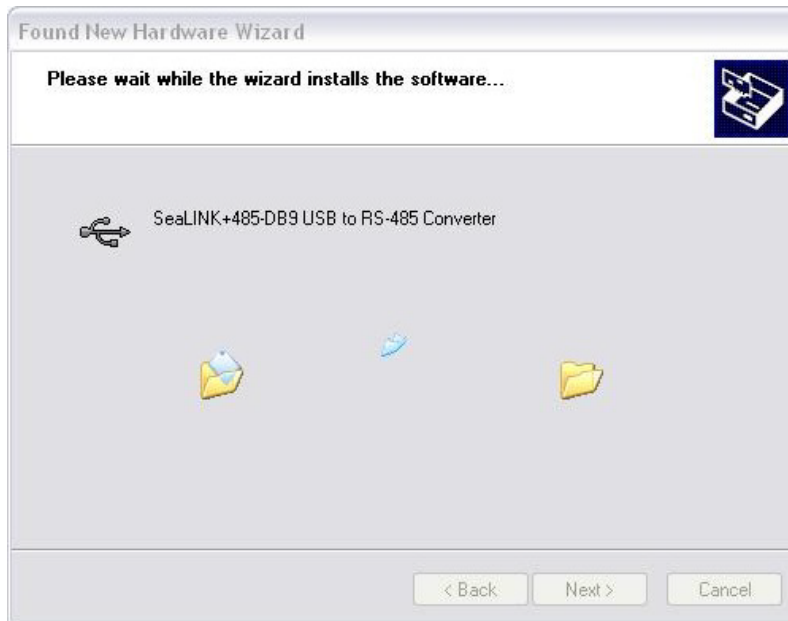 Found New Hardware Wizard
Please wait while the wizard installs the software...
SeaLINK+485-DB9 USB to RS-485 Converter
< Back
Next >
Cancel